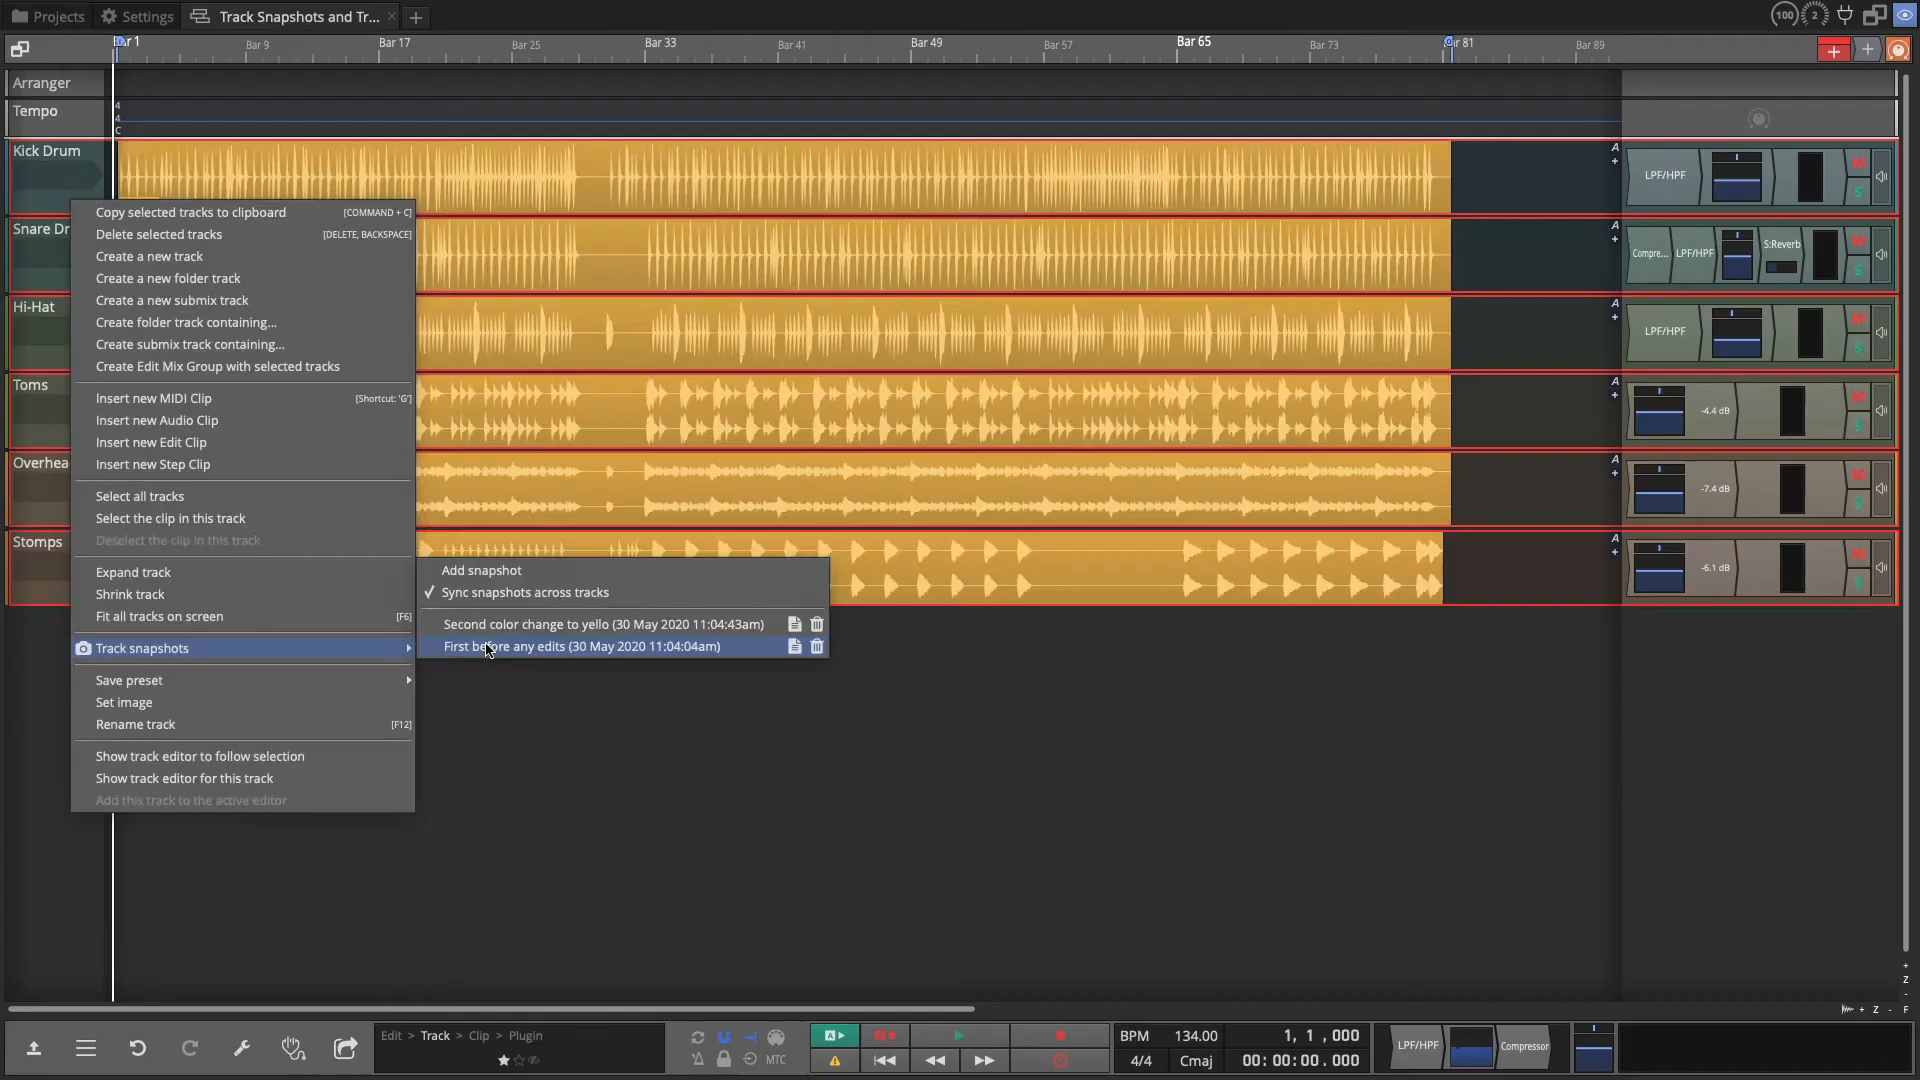 Projects
Settings
Track Snapshots and Tr...
100
2
Bar 9
Bar 17
Bar 25
Bar 33
Bar 41
Bar 49
Bar 57
Bar 65
Bar 73
81
Bar 89
Arranger
Tempo
4
4
C
Kick Drum
A
LPF/HPF
M
S
Snare Dr
A
Compre...
LPF/HPF
S:Reverb
M
S
Hi-Hat
A
LPF/HPF
M
S
Toms
A
-4.4 dB
M
S
Overhea
A
-7.4 dB
M
S
Stomps
A
-6.1 dB
M
S
Copy selected tracks to clipboard [COMMAND + C]
Delete selected tracks [DELETE, BACKSPACE]
Create a new track
Create a new folder track
Create a new submix track
Create folder track containing...
Create submix track containing...
Create Edit Mix Group with selected tracks
Insert new MIDI Clip [Shortcut: 'G']
Insert new Audio Clip
Insert new Edit Clip
Insert new Step Clip
Select all tracks
Select the clip in this track
Deselect the clip in this track
Expand track
Shrink track
Fit all tracks on screen [F6]
Track snapshots
Save preset
Set image
Rename track [F12]
Show track editor to follow selection
Show track editor for this track
Add this track to the active editor
Add snapshot
Sync snapshots across tracks
Second color change to yello (30 May 2020 11:04:43am)
First before any edits (30 May 2020 11:04:04am)
+
Z
-
+ Z - F
Edit > Track > Clip > Plugin
MTC
A
BPM 134.00
4/4 Cmaj
1, 1 ,000
00: 00: 00 .000
LPF/HPF
Compressor